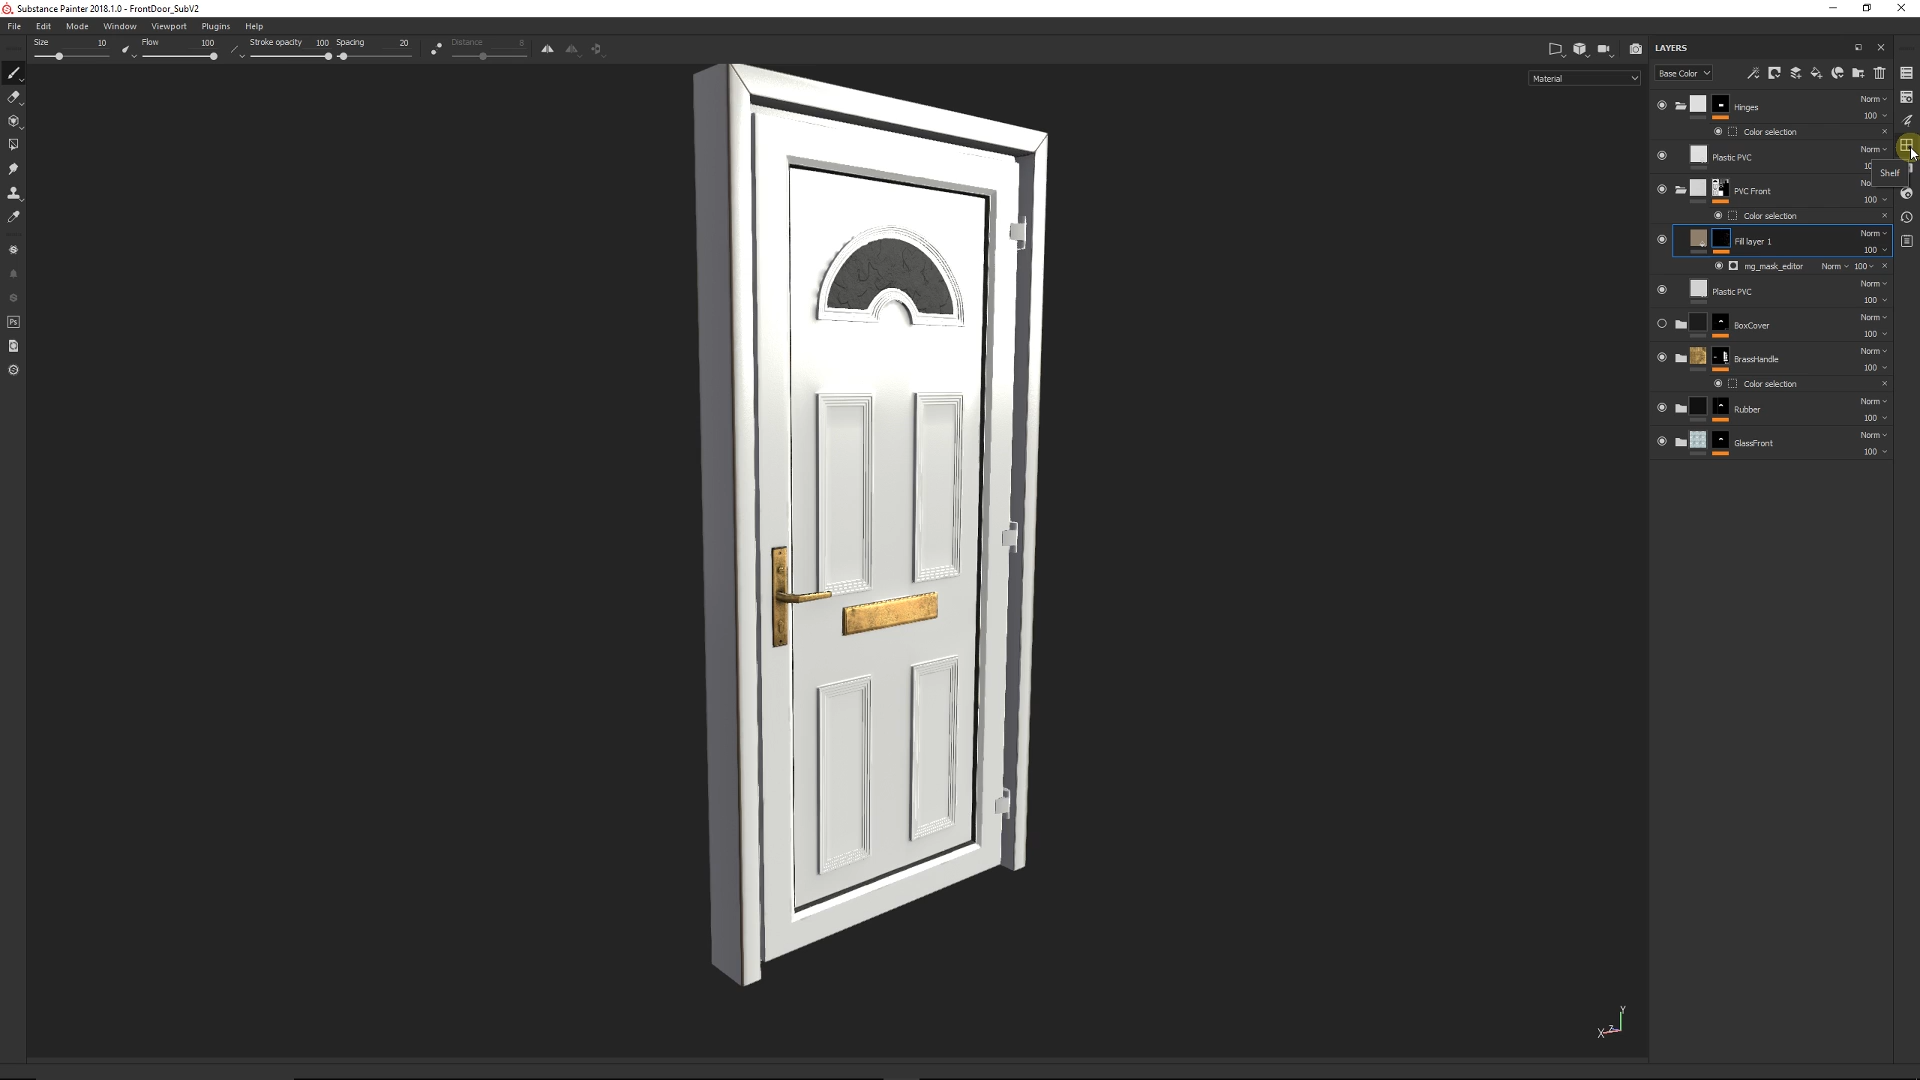 Substance Painter 2018.1.0 - FrontDoor_SubV2
File Edit Mode Window Viewport Plugins Help
Size 10 Flow 100 Stroke opacity 100 Spacing 20 Distance 8
Material
LAYERS
Base Color
Hinges Norm
100
Color selection
Plastic PVC Norm
Shelf
PVC Front
100
Color selection
Fill layer 1 Norm
100
mg_mask_editor Norm 100
Plastic PVC Norm
100
BoxCover Norm
100
BrassHandle Norm
100
Color selection
Rubber Norm
100
GlassFront Norm
100
Ps
Y
X Z